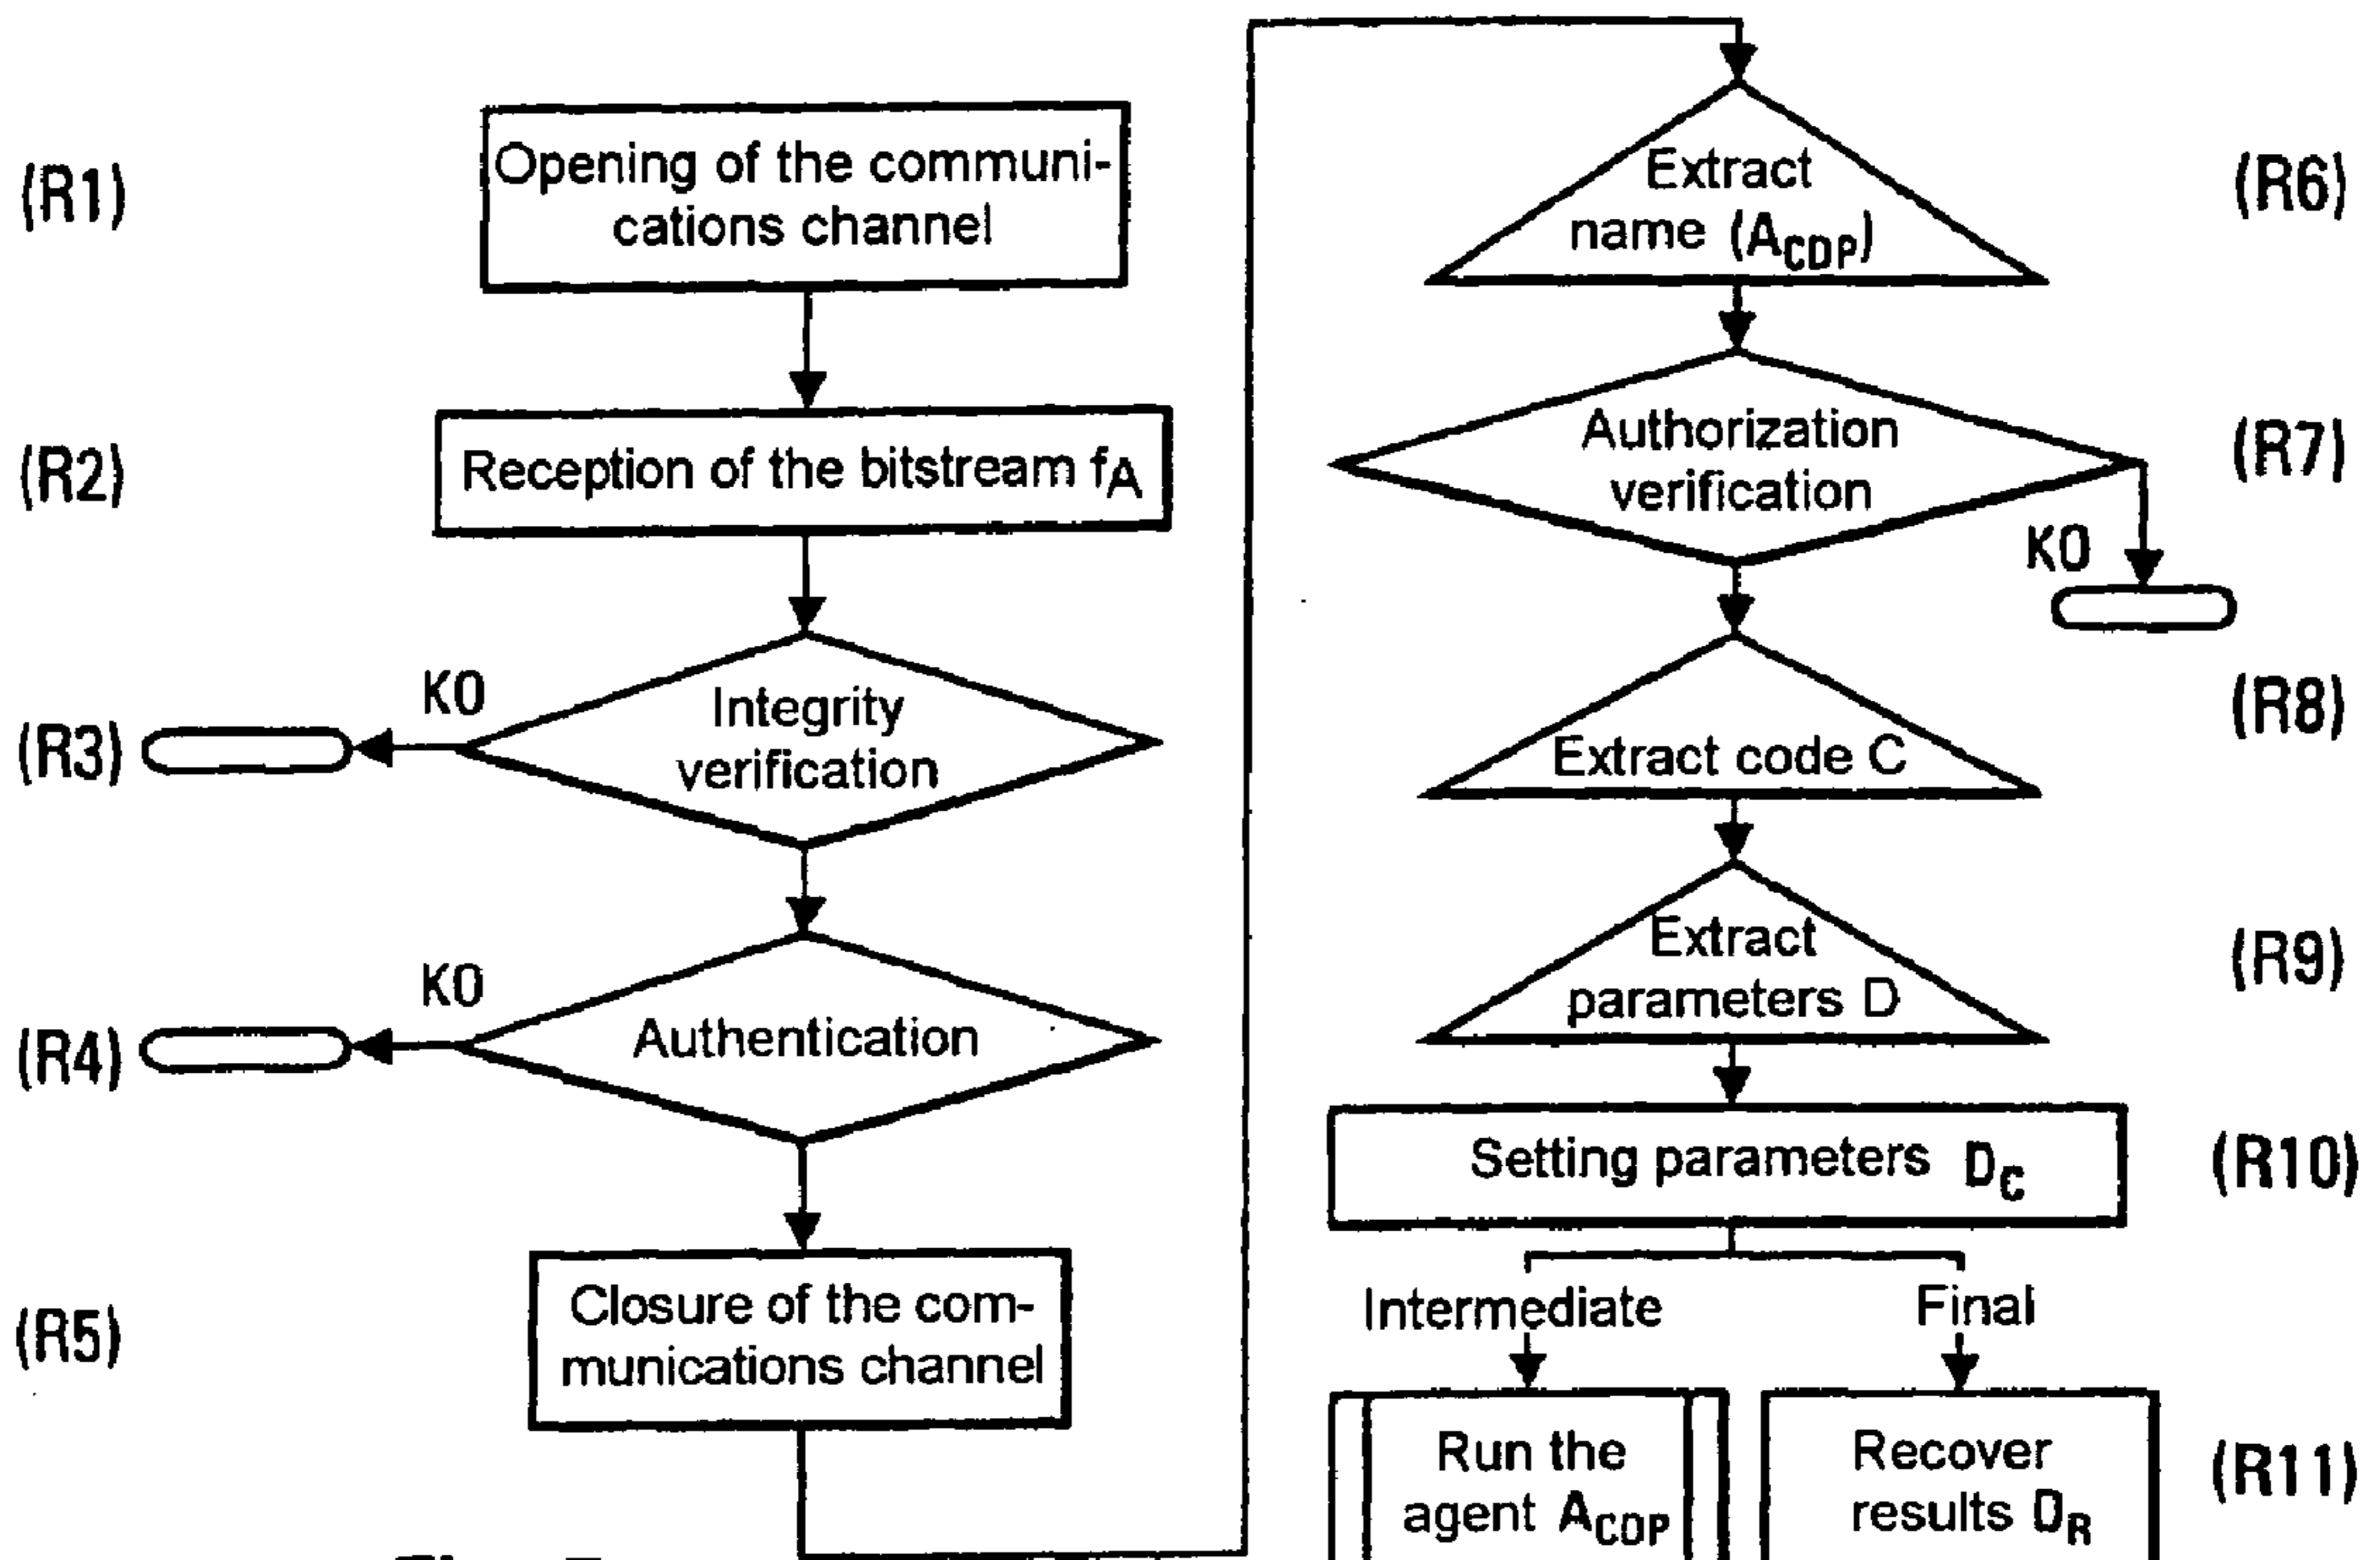 (R1)
Opening of the communi-
cations channel
(R2)
Reception of the bitstream fA
(R3)
KO
Integrity
verification
(R4)
KO
Authentication
(R5)
Closure of the com-
munications channel
Extract
name (ACDP)
(R6)
Authorization
verification
(R7)
KO
Extract code C
(R8)
Extract
parameters D
(R9)
Setting parameters DC
(R10)
Intermediate
Final
Run the
agent ACDP
Recover
results DR
(R11)